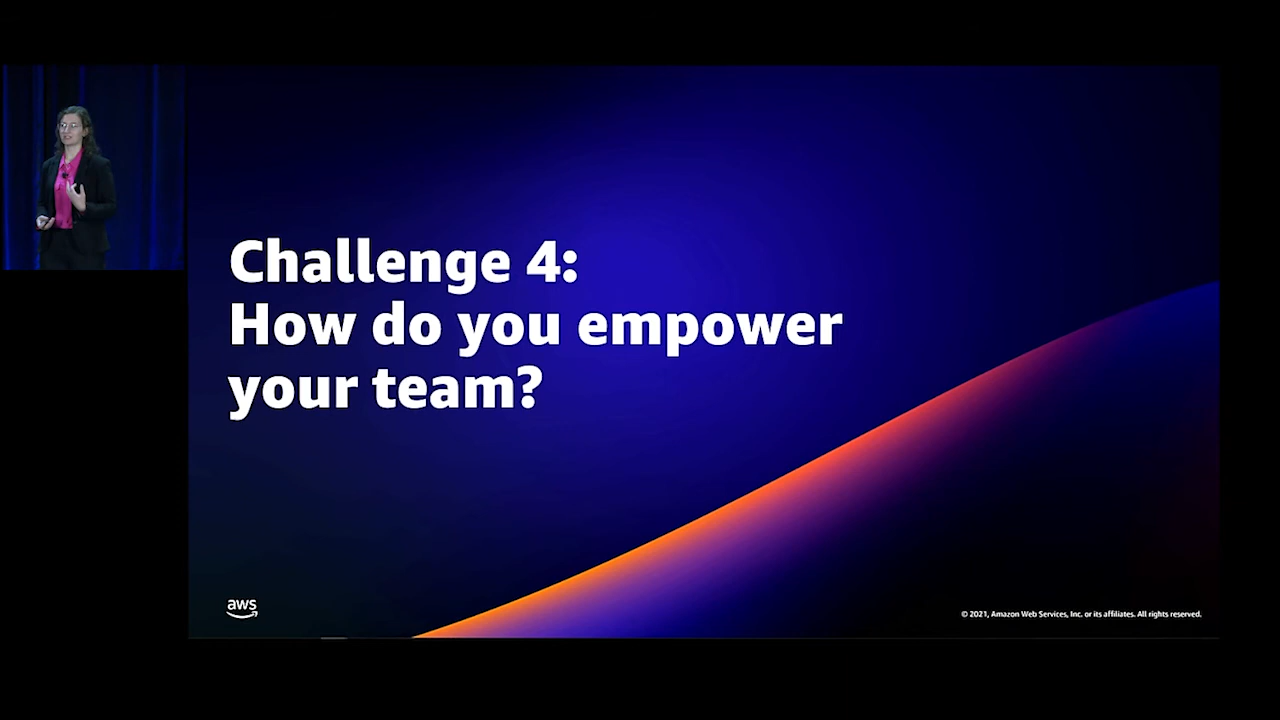 Challenge 4:
How do you empower
your team?
aws
© 2021, Amazon Web Services, Inc. or its affiliates. All rights reserved.